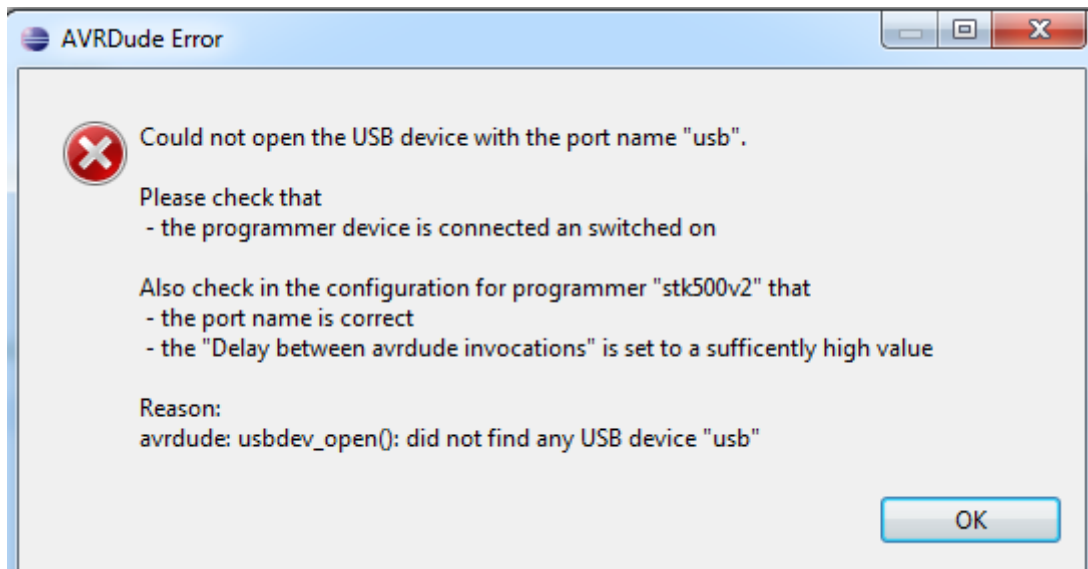 AVRDude Error
Could not open the USB device with the port name "usb".
Please check that
- the programmer device is connected an switched on
Also check in the configuration for programmer "stk500v2" that
- the port name is correct
- the "Delay between avrdude invocations" is set to a sufficently high value
Reason:
avrdude: usbdev_open(): did not find any USB device "usb"
OK